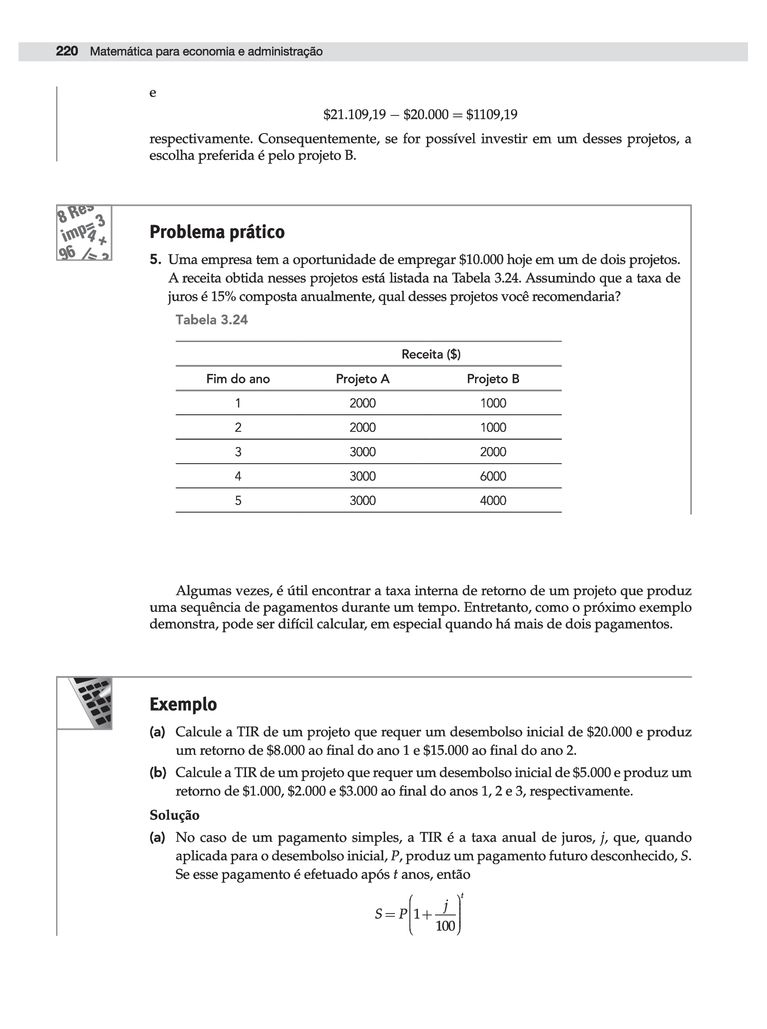 220 Matemática para economia e administração
e
$21.109,19 − $20.000 = $1109,19
respectivamente. Consequentemente, se for possível investir em um desses projetos, a
escolha preferida é pelo projeto B.
8 Res
imp= 3
4 +
96 /= 3
Problema prático
5. Uma empresa tem a oportunidade de empregar $10.000 hoje em um de dois projetos.
A receita obtida nesses projetos está listada na Tabela 3.24. Assumindo que a taxa de
juros é 15% composta anualmente, qual desses projetos você recomendaria?
Tabela 3.24
Receita ($)
Fim do ano Projeto A Projeto B
1 2000 1000
2 2000 1000
3 3000 2000
4 3000 6000
5 3000 4000
Algumas vezes, é útil encontrar a taxa interna de retorno de um projeto que produz
uma sequência de pagamentos durante um tempo. Entretanto, como o próximo exemplo
demonstra, pode ser difícil calcular, em especial quando há mais de dois pagamentos.
Exemplo
(a) Calcule a TIR de um projeto que requer um desembolso inicial de $20.000 e produz
um retorno de $8.000 ao final do ano 1 e $15.000 ao final do ano 2.
(b) Calcule a TIR de um projeto que requer um desembolso inicial de $5.000 e produz um
retorno de $1.000, $2.000 e $3.000 ao final do anos 1, 2 e 3, respectivamente.
Solução
(a) No caso de um pagamento simples, a TIR é a taxa anual de juros, j, que, quando
aplicada para o desembolso inicial, P, produz um pagamento futuro desconhecido, S.
Se esse pagamento é efetuado após t anos, então
S = P(1 + j/100)^t